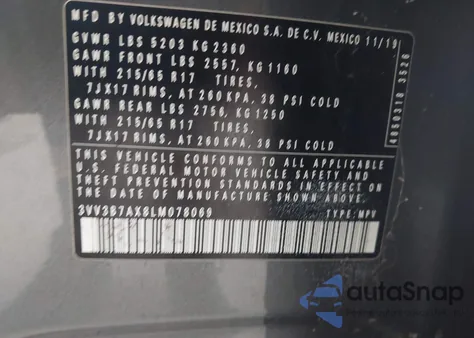 MFD BY VOLKSWAGEN DE MEXICO S.A. DE C.V. MEXICO 11/19
GVWR LBS 5203 KG 2360
GAWR FRONT LBS 2557, KG 1160
WITH 215/65 R17 TIRES,
7JX17 RIMS, AT 260 KPA, 38 PSI COLD
GAWR REAR LBS 2756, KG 1250
WITH 215/65 R17 TIRES,
7JX17 RIMS, AT 260 KPA, 38 PSI COLD
THIS VEHICLE CONFORMS TO ALL APPLICABLE
U.S. FEDERAL MOTOR VEHICLE SAFETY AND
THEFT PREVENTION STANDARDS IN EFFECT ON
THE DATE OF MANUFACTURE SHOWN ABOVE.
3VV3B7AX8LM078069 TYPE: MPV
4850310 3526
autoSnap